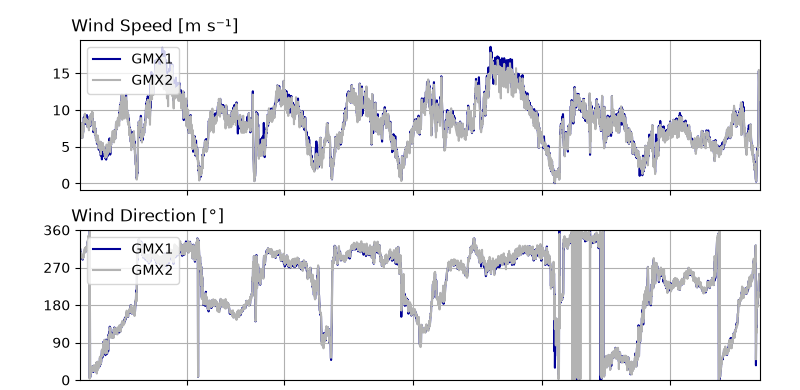 Wind Speed [m s⁻¹]
GMX1
GMX2
15
10
5
0
Wind Direction [°]
360
GMX1
270
GMX2
180
90
0